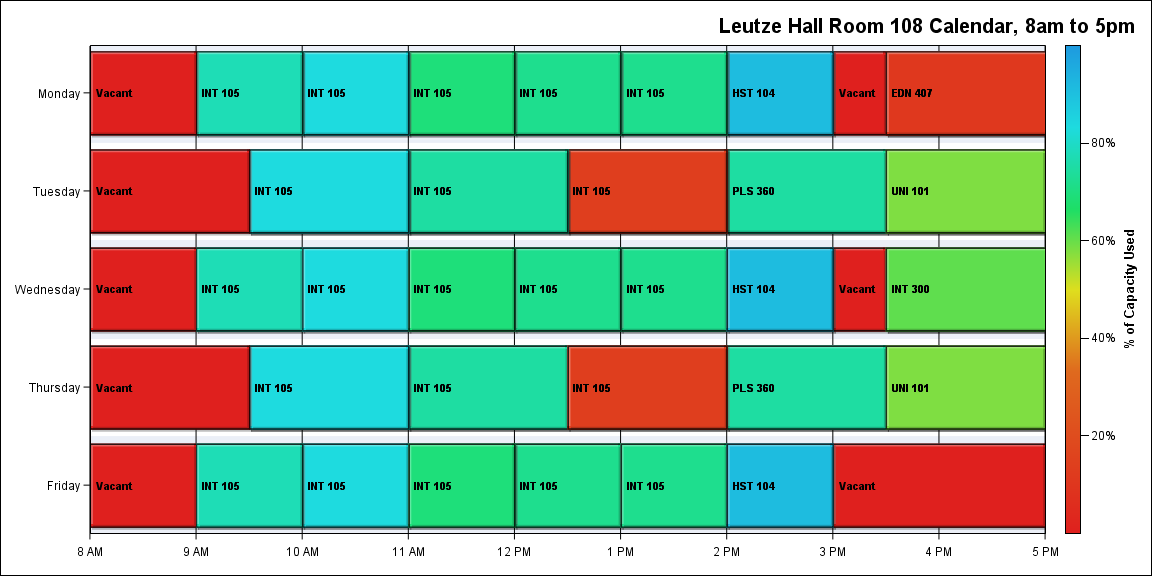 Leutze Hall Room 108 Calendar, 8am to 5pm
Monday
Vacant
INT 105
INT 105
INT 105
INT 105
INT 105
HST 104
Vacant
EDN 407
Tuesday
Vacant
INT 105
INT 105
INT 105
PLS 360
UNI 101
Wednesday
Vacant
INT 105
INT 105
INT 105
INT 105
INT 105
HST 104
Vacant
INT 300
Thursday
Vacant
INT 105
INT 105
INT 105
PLS 360
UNI 101
Friday
Vacant
INT 105
INT 105
INT 105
INT 105
INT 105
HST 104
Vacant
8 AM
9 AM
10 AM
11 AM
12 PM
1 PM
2 PM
3 PM
4 PM
5 PM
80%
60%
40%
20%
% of Capacity Used